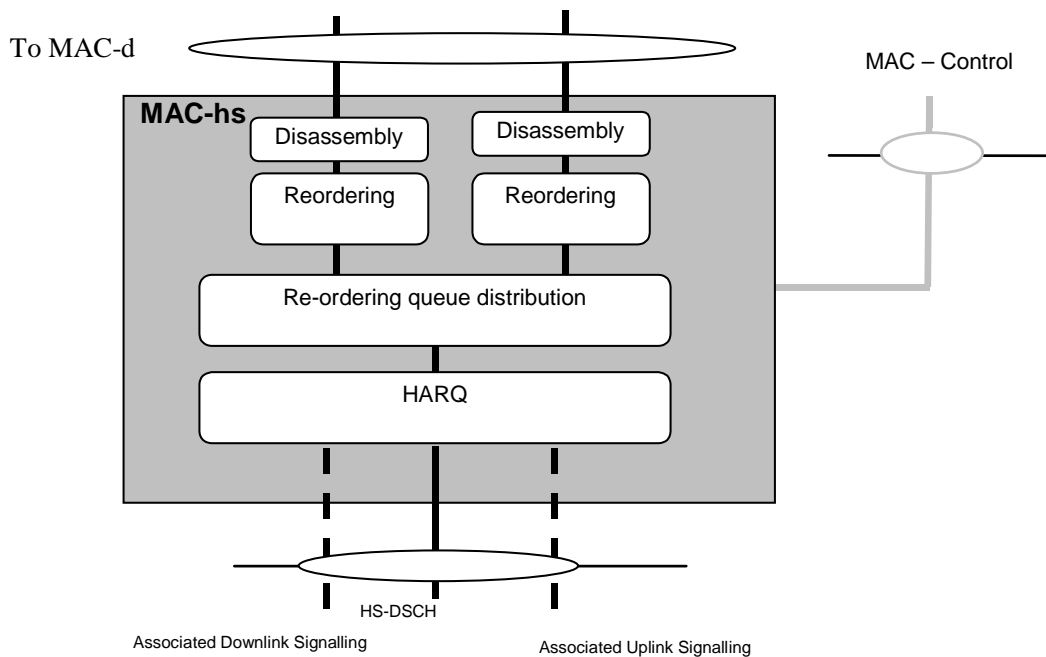 To MAC-d
MAC – Control
MAC-hs
Disassembly
Disassembly
Reordering
Reordering
Re-ordering queue distribution
HARQ
HS-DSCH
Associated Downlink Signalling
Associated Uplink Signalling